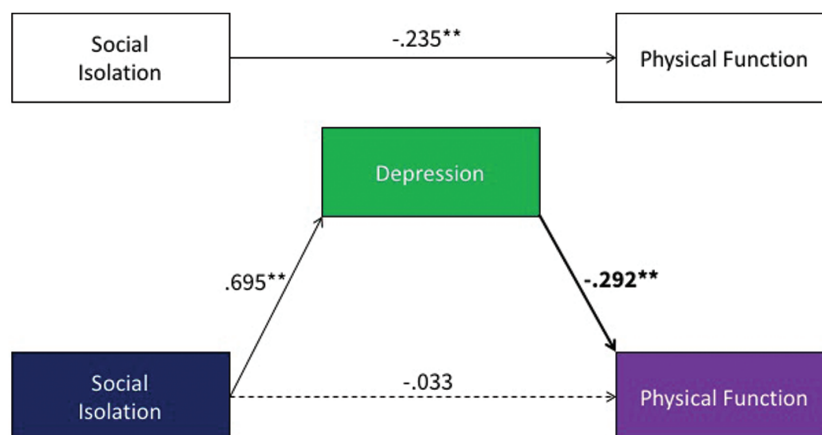 Social
Isolation
-.235**
Physical Function
Depression
.695**
-.292**
Social
Isolation
-.033
Physical Function